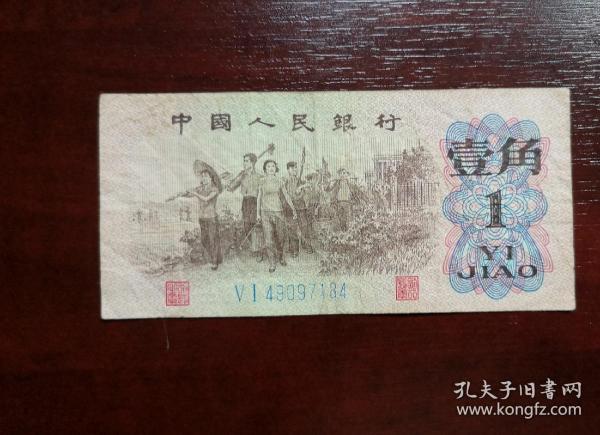 中國人民銀行
壹角
1
YI
JIAO
VI 49097184
孔夫子旧书网
www.kongfz.com